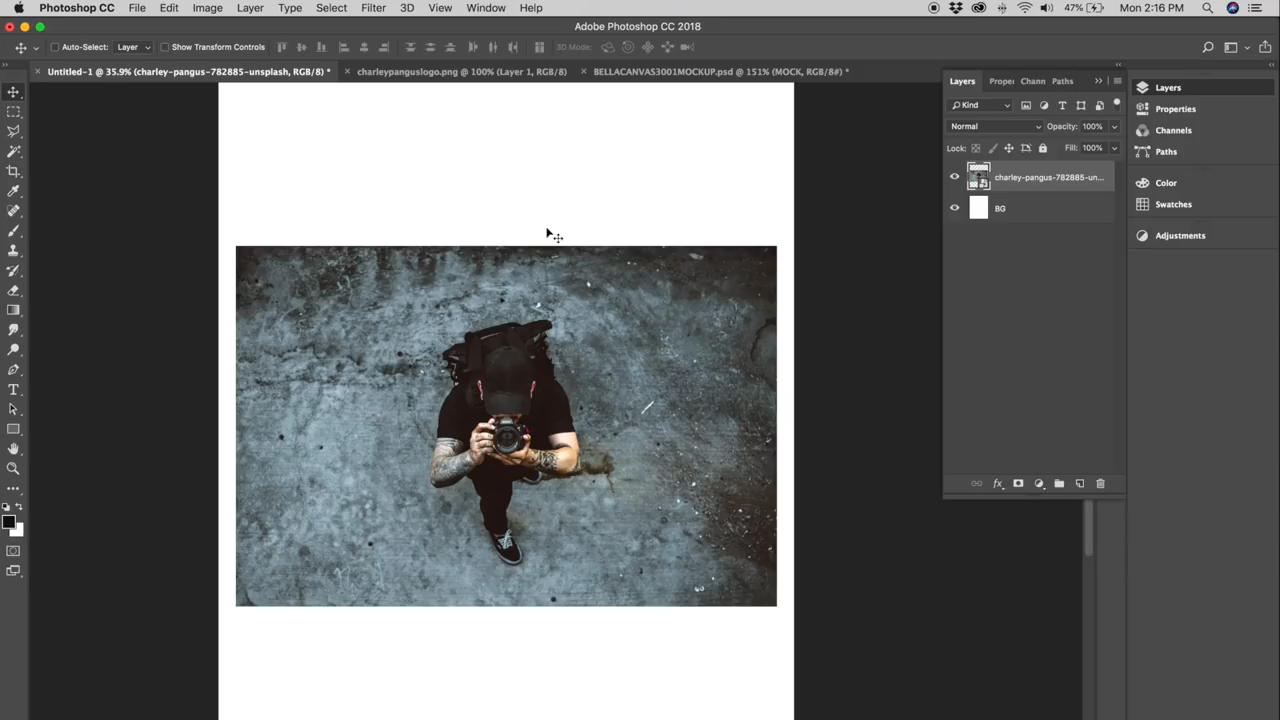 Photoshop CC File Edit Image Layer Type Select Filter 3D View Window Help 47% Mon 2:16 PM
Adobe Photoshop CC 2018
Auto-Select: Layer Show Transform Controls 3D Mode:
Untitled-1 @ 35.9% (charley-pangus-782885-unsplash, RGB/8) * charleypanguslogo.png @ 100% (Layer 1, RGB/8) BELLACANVAS3001MOCKUP.psd @ 151% (MOCK, RGB/8#) *
Layers Proper Chann Paths
Kind
Normal Opacity: 100%
Lock: Fill: 100%
charley-pangus-782885-un...
BG
fx
Layers
Properties
Channels
Paths
Color
Swatches
Adjustments